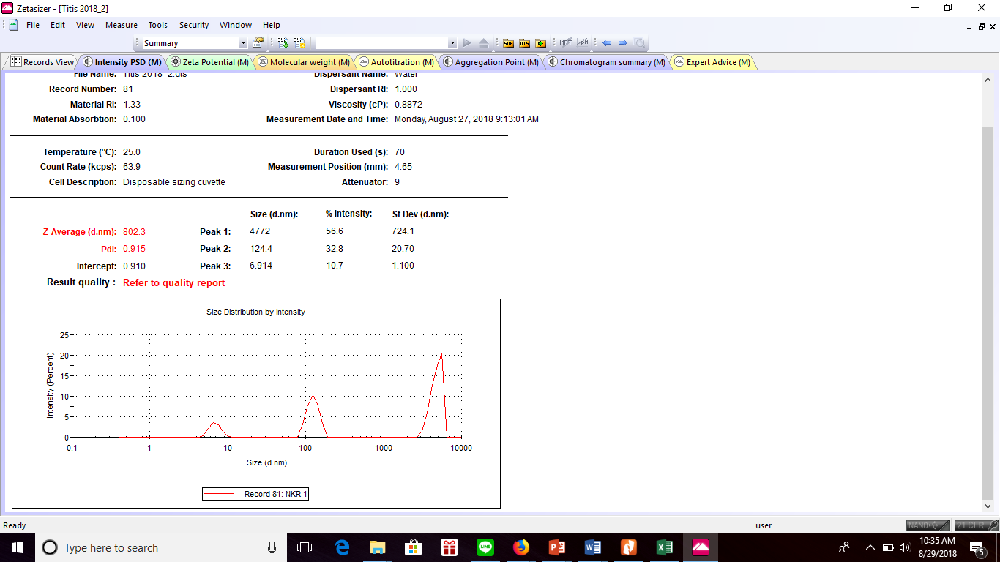 Zetasizer - [Titis 2018_2]
File Edit View Measure Tools Security Window Help
Summary
Records View Intensity PSD (M) Zeta Potential (M) Molecular weight (M) Autotitration (M) Aggregation Point (M) Chromatogram summary (M) Expert Advice (M)
File Name: Titis 2018_2.dts Dispersant Name: Water
Record Number: 81 Dispersant RI: 1.000
Material RI: 1.33 Viscosity (cP): 0.8872
Material Absorbtion: 0.100 Measurement Date and Time: Monday, August 27, 2018 9:13:01 AM
Temperature (°C): 25.0 Duration Used (s): 70
Count Rate (kcps): 63.9 Measurement Position (mm): 4.65
Cell Description: Disposable sizing cuvette Attenuator: 9
Size (d.nm): % Intensity: St Dev (d.nm):
Z-Average (d.nm): 802.3 Peak 1: 4772 56.6 724.1
PdI: 0.915 Peak 2: 124.4 32.8 20.70
Intercept: 0.910 Peak 3: 6.914 10.7 1.100
Result quality : Refer to quality report
Size Distribution by Intensity
Intensity (Percent)
25
20
15
10
5
0
0.1 1 10 100 1000 10000
Size (d.nm)
Record 81: NKR 1
Ready user NANO 21 CFR
Type here to search
10:35 AM
8/29/2018
5